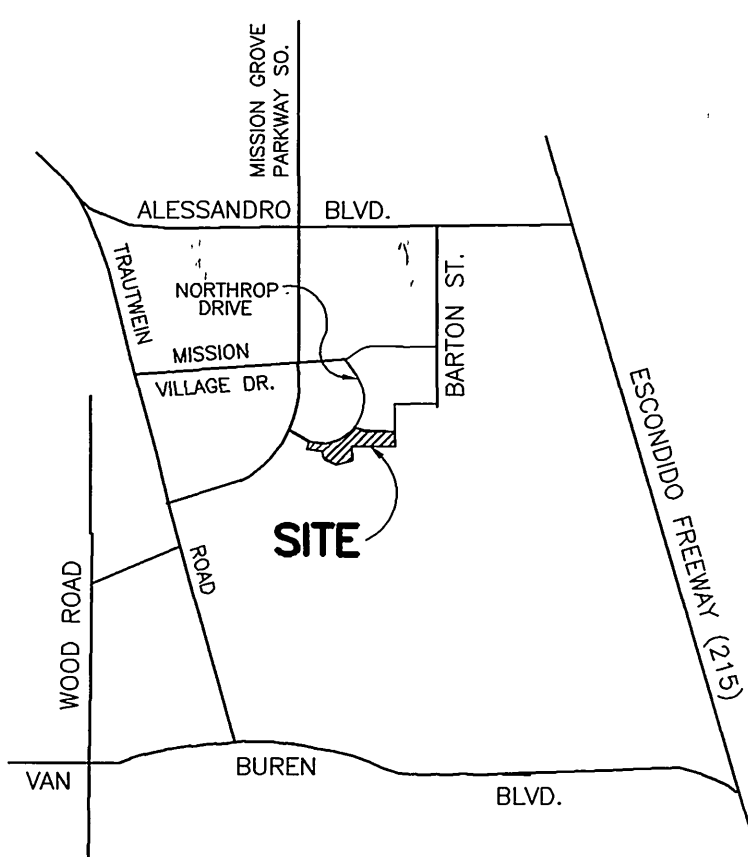 MISSION GROVE
PARKWAY SO.
ALESSANDRO BLVD.
TRAUTWEIN
NORTHROP
DRIVE
BARTON ST.
MISSION
VILLAGE DR.
ESCONDIDO FREEWAY (215)
SITE
ROAD
WOOD ROAD
VAN BUREN BLVD.